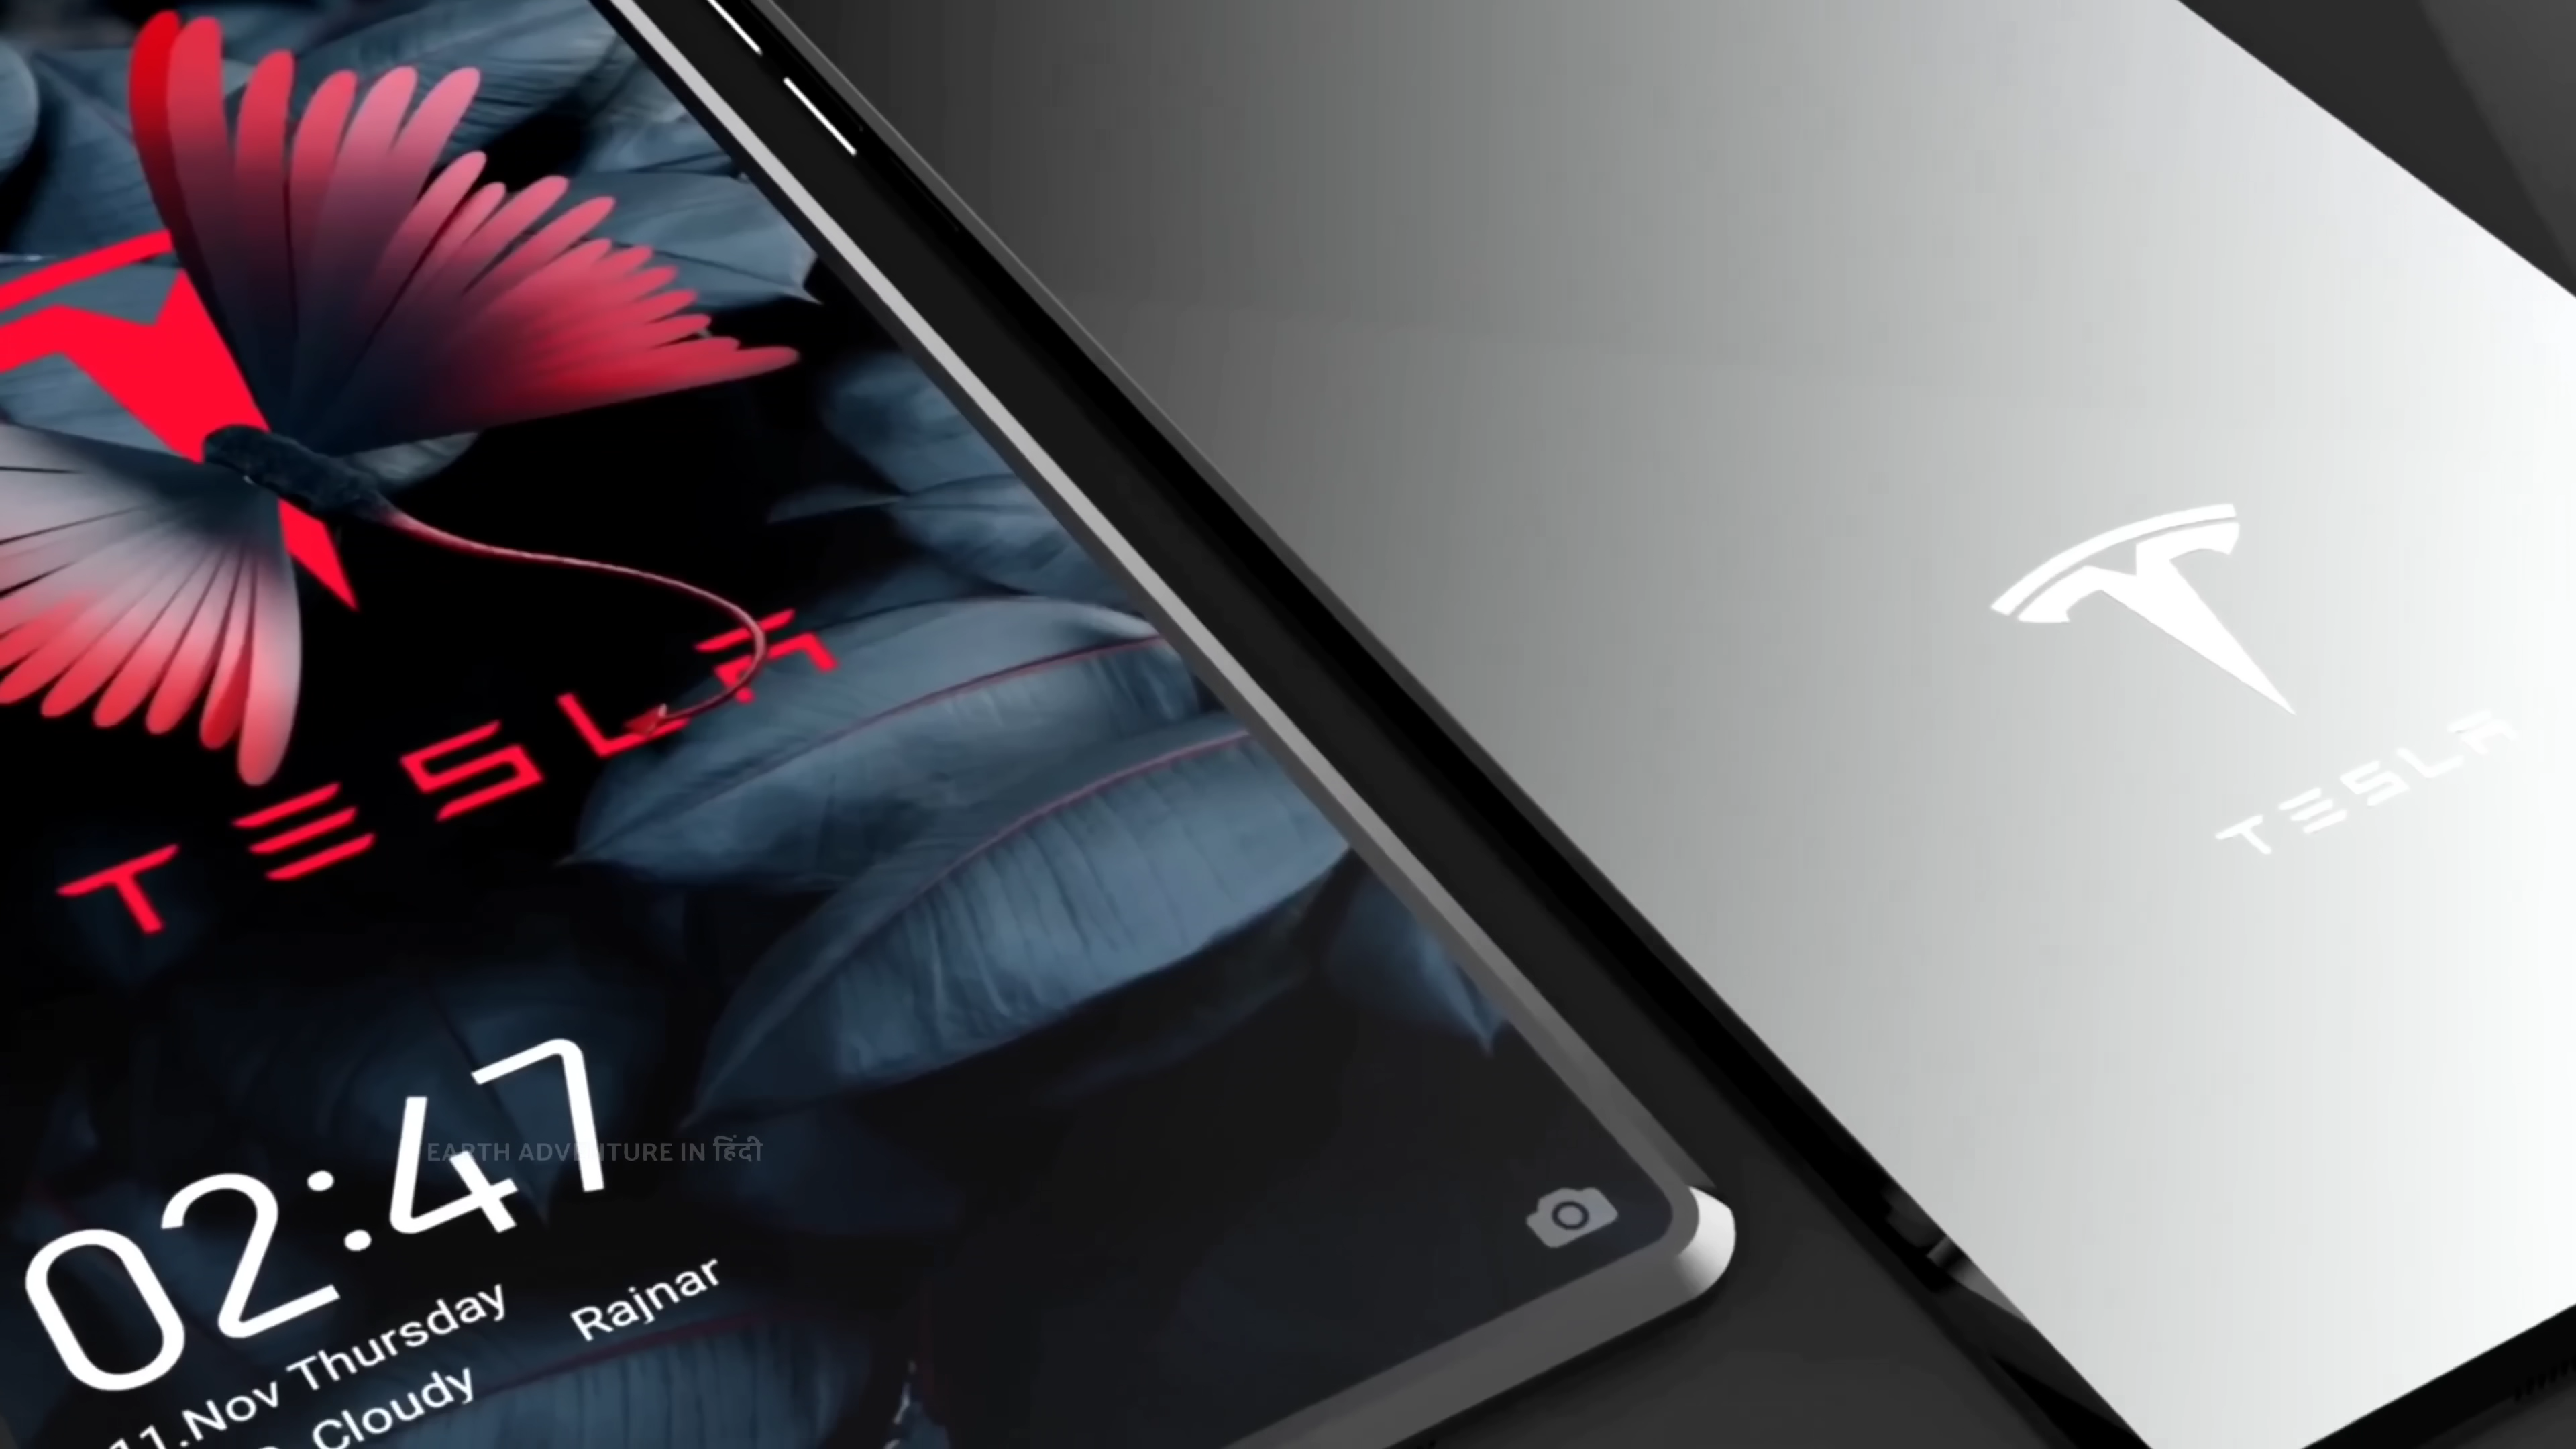 TESLA
TESLA
02:47
EARTH ADVENTURE IN हिंदी
11.Nov Thursday
Rajnar
Cloudy